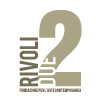 RIVOLI
DUE
2
FONDAZIONE PER L'ARTE CONTEMPORANEA